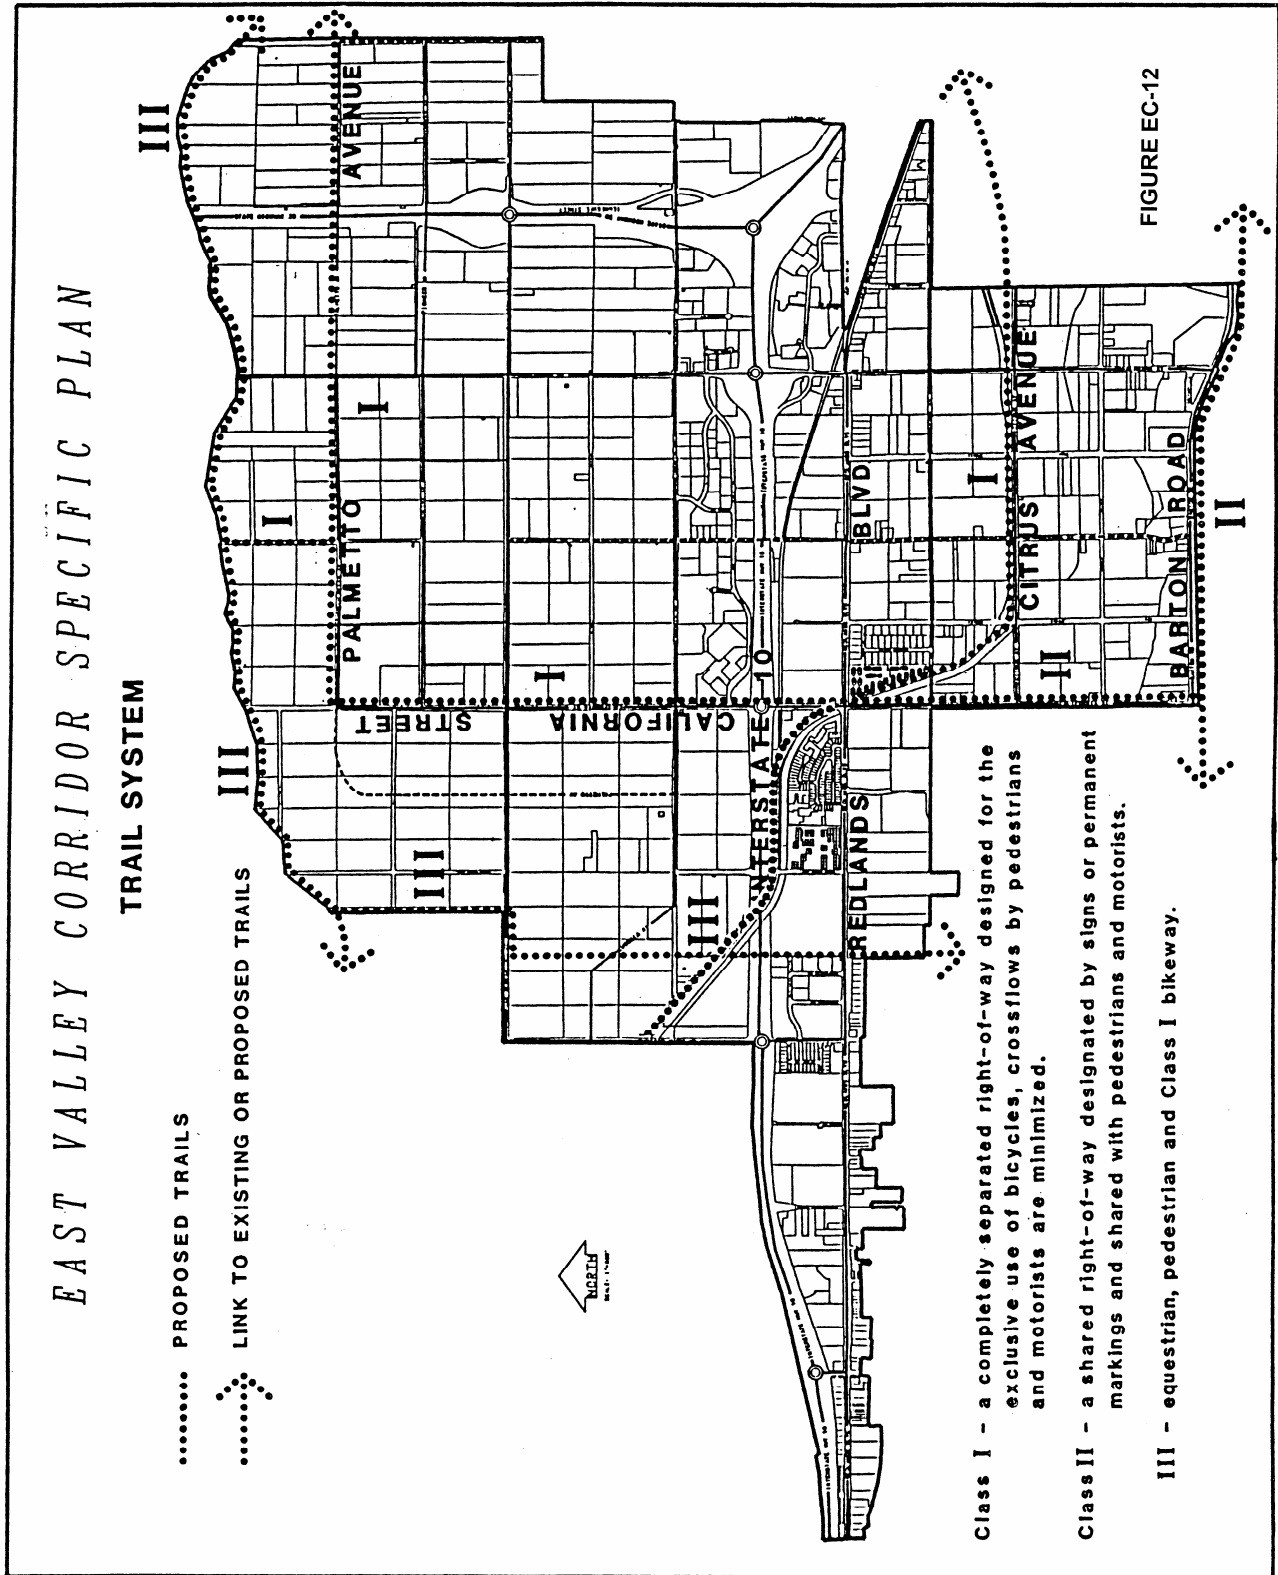 EAST VALLEY CORRIDOR SPECIFIC PLAN
TRAIL SYSTEM
PROPOSED TRAILS
LINK TO EXISTING OR PROPOSED TRAILS
III
III
I
I
PALMETTO AVENUE
III
I
STREET
CALIFORNIA
III
INTERSTATE 10
REDLANDS BLVD
I
CITRUS AVENUE
II
BARTON ROAD
II
NORTH
Class I - a completely separated right-of-way designed for the
exclusive use of bicycles, crossflows by pedestrians
and motorists are minimized.
Class II - a shared right-of-way designated by signs or permanent
markings and shared with pedestrians and motorists.
III - equestrian, pedestrian and Class I bikeway.
FIGURE EC-12